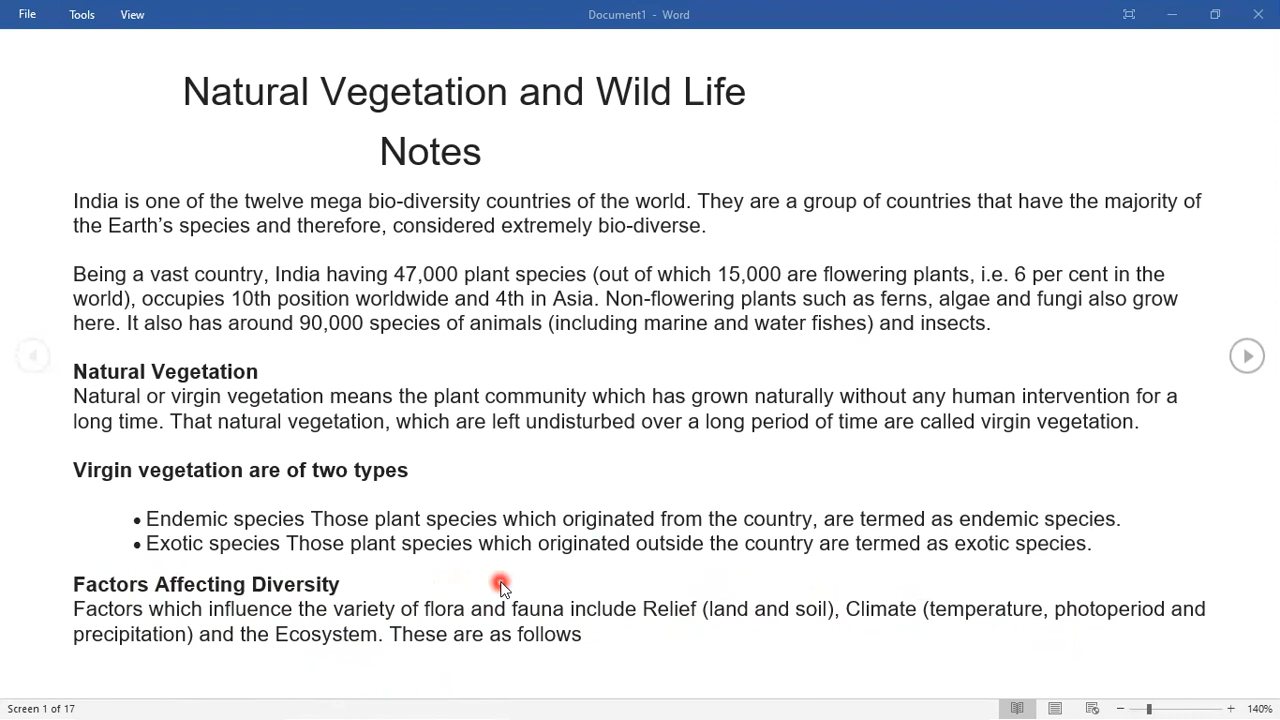 File Tools View Document1 - Word
Natural Vegetation and Wild Life
Notes
India is one of the twelve mega bio-diversity countries of the world. They are a group of countries that have the majority of
the Earth’s species and therefore, considered extremely bio-diverse.
Being a vast country, India having 47,000 plant species (out of which 15,000 are flowering plants, i.e. 6 per cent in the
world), occupies 10th position worldwide and 4th in Asia. Non-flowering plants such as ferns, algae and fungi also grow
here. It also has around 90,000 species of animals (including marine and water fishes) and insects.
Natural Vegetation
Natural or virgin vegetation means the plant community which has grown naturally without any human intervention for a
long time. That natural vegetation, which are left undisturbed over a long period of time are called virgin vegetation.
Virgin vegetation are of two types
• Endemic species Those plant species which originated from the country, are termed as endemic species.
• Exotic species Those plant species which originated outside the country are termed as exotic species.
Factors Affecting Diversity
Factors which influence the variety of flora and fauna include Relief (land and soil), Climate (temperature, photoperiod and
precipitation) and the Ecosystem. These are as follows
Screen 1 of 17 140%